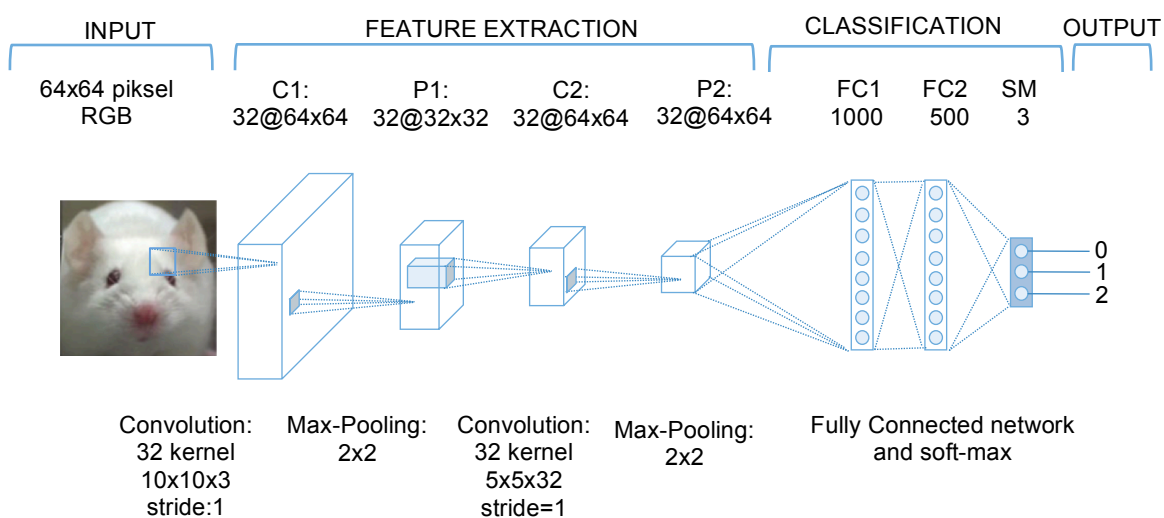 INPUT
FEATURE EXTRACTION
CLASSIFICATION
OUTPUT
64x64 piksel
RGB
C1:
32@64x64
P1:
32@32x32
C2:
32@64x64
P2:
32@64x64
FC1
1000
FC2
500
SM
3
0
1
2
Convolution:
32 kernel
10x10x3
stride:1
Max-Pooling:
2x2
Convolution:
32 kernel
5x5x32
stride=1
Max-Pooling:
2x2
Fully Connected network
and soft-max